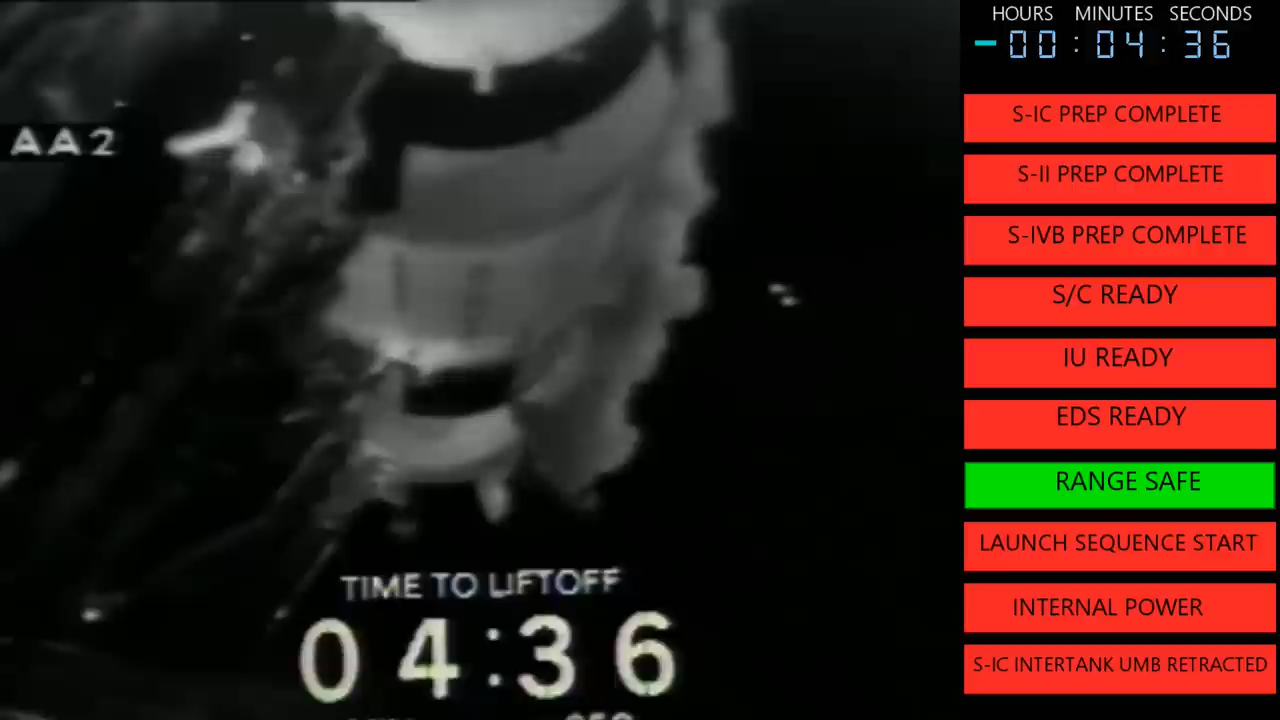 AA2
TIME TO LIFTOFF
04:36
HOURS MINUTES SECONDS
-00:04:36
S-IC PREP COMPLETE
S-II PREP COMPLETE
S-IVB PREP COMPLETE
S/C READY
IU READY
EDS READY
RANGE SAFE
LAUNCH SEQUENCE START
INTERNAL POWER
S-IC INTERTANK UMB RETRACTED